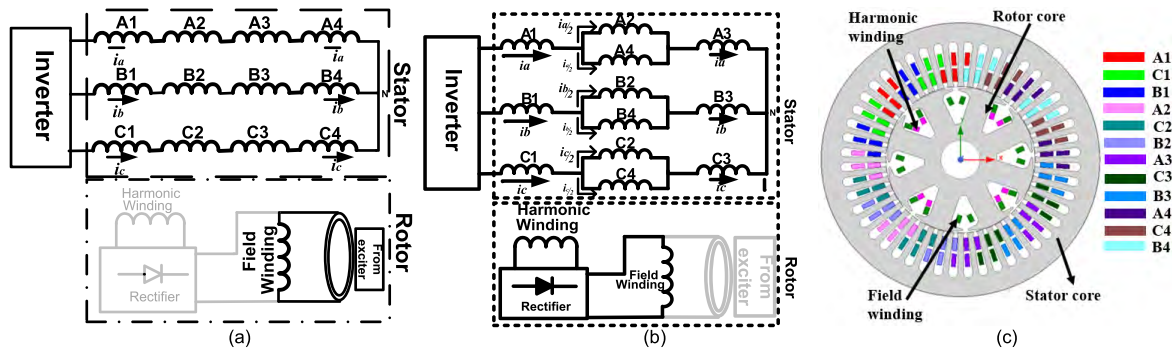 A1 A2 A3 A4
ia ia
Inverter
B1 B2 B3 B4
N
ib ib
C1 C2 C3 C4
ic ic
Stator
Harmonic
Winding
Rectifier
Field
Winding
From
exciter
Rotor
(a)
Inverter
A1
ia
ia/2
A2
A4
A3
ia
B1
ib
ib/2
B2
B4
B3
ib
N
C1
ic
ic/2
C2
C4
C3
ic
Stator
Harmonic
Winding
Rectifier
Field
Winding
From
exciter
Rotor
(b)
Harmonic
winding
Rotor core
x
Field
winding
Stator core
A1
C1
B1
A2
C2
B2
A3
C3
B3
A4
C4
B4
(c)